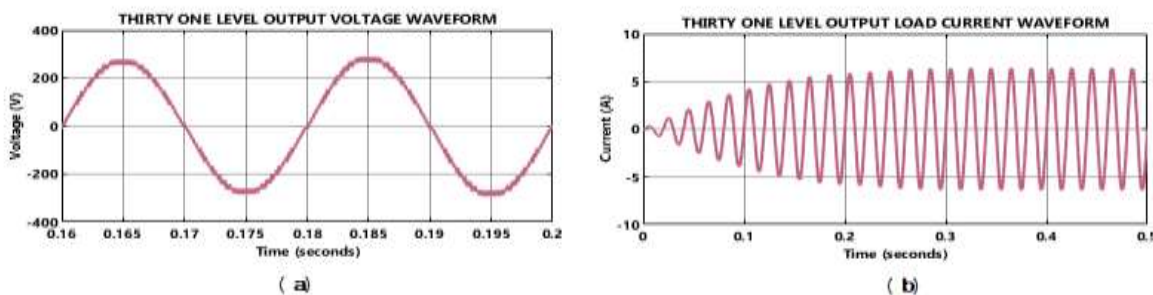 THIRTY ONE LEVEL OUTPUT VOLTAGE WAVEFORM
400
200
0
-200
-400
Voltage (V)
0.16 0.165 0.17 0.175 0.18 0.185 0.19 0.195 0.2
Time (seconds)
( a)
THIRTY ONE LEVEL OUTPUT LOAD CURRENT WAVEFORM
10
5
0
-5
-10
Current (A)
0 0.1 0.2 0.3 0.4 0.5
Time (seconds)
( b)